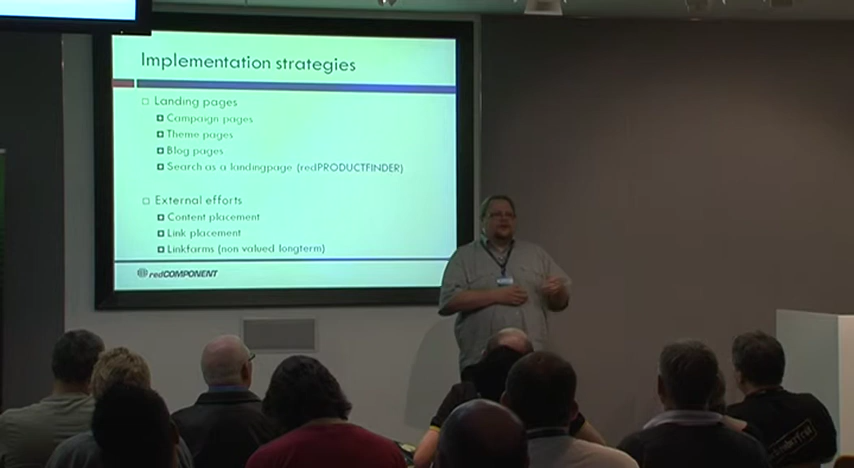 Implementation strategies
Landing pages
Campaign pages
Theme pages
Blog pages
Search as a landingpage (redPRODUCTFINDER)
External efforts
Content placement
Link placement
Linkfarms (non valued longterm)
redCOMPONENT